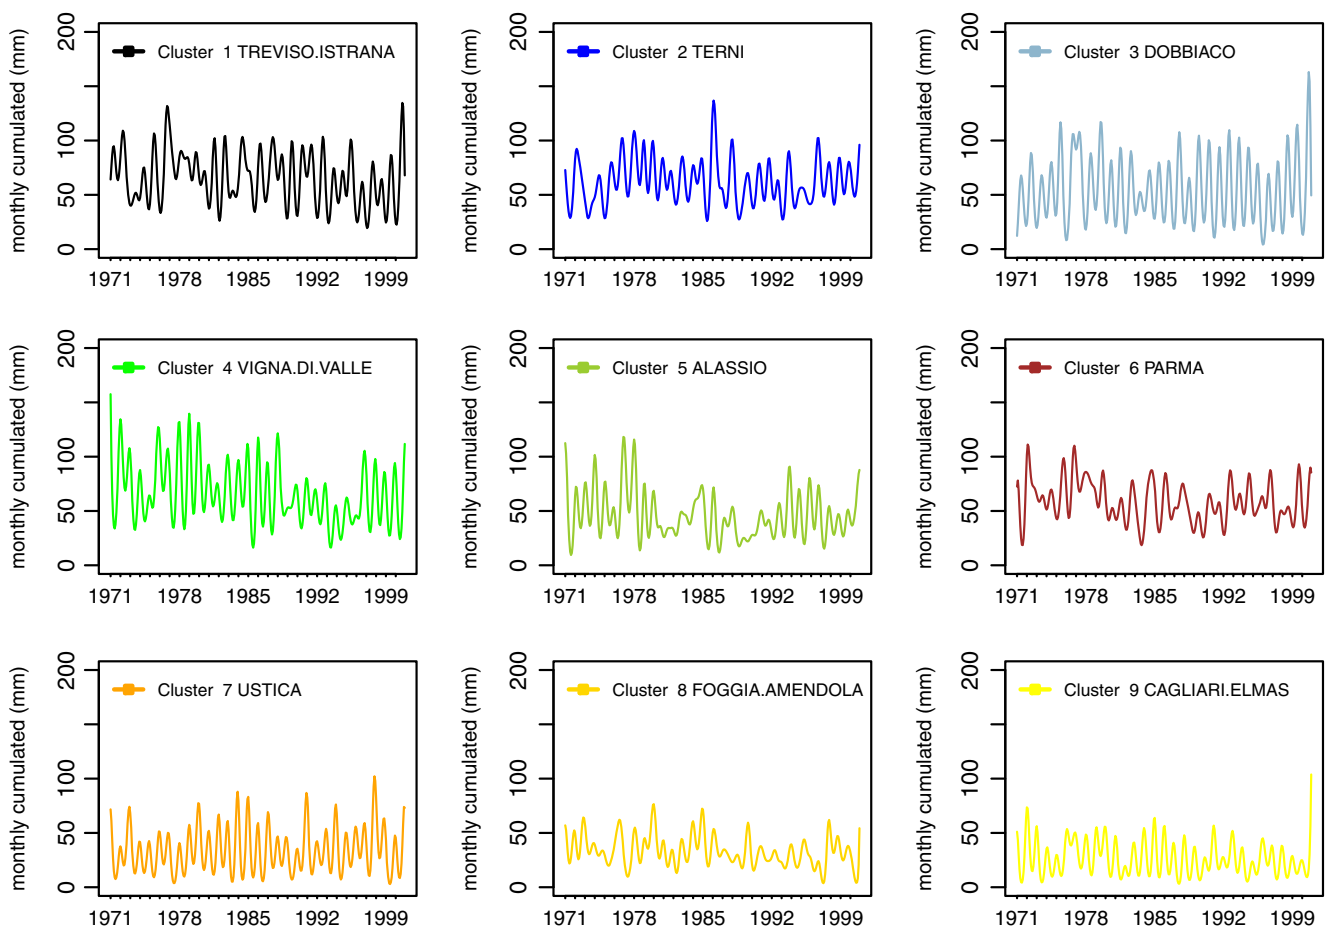 monthly cumulated (mm)
200
100
50
0
Cluster 1 TREVISO.ISTRANA
1971 1978 1985 1992 1999
monthly cumulated (mm)
200
100
50
0
Cluster 2 TERNI
1971 1978 1985 1992 1999
monthly cumulated (mm)
200
100
50
0
Cluster 3 DOBBIACO
1971 1978 1985 1992 1999
monthly cumulated (mm)
200
100
50
0
Cluster 4 VIGNA.DI.VALLE
1971 1978 1985 1992 1999
monthly cumulated (mm)
200
100
50
0
Cluster 5 ALASSIO
1971 1978 1985 1992 1999
monthly cumulated (mm)
200
100
50
0
Cluster 6 PARMA
1971 1978 1985 1992 1999
monthly cumulated (mm)
200
100
50
0
Cluster 7 USTICA
1971 1978 1985 1992 1999
monthly cumulated (mm)
200
100
50
0
Cluster 8 FOGGIA.AMENDOLA
1971 1978 1985 1992 1999
monthly cumulated (mm)
200
100
50
0
Cluster 9 CAGLIARI.ELMAS
1971 1978 1985 1992 1999